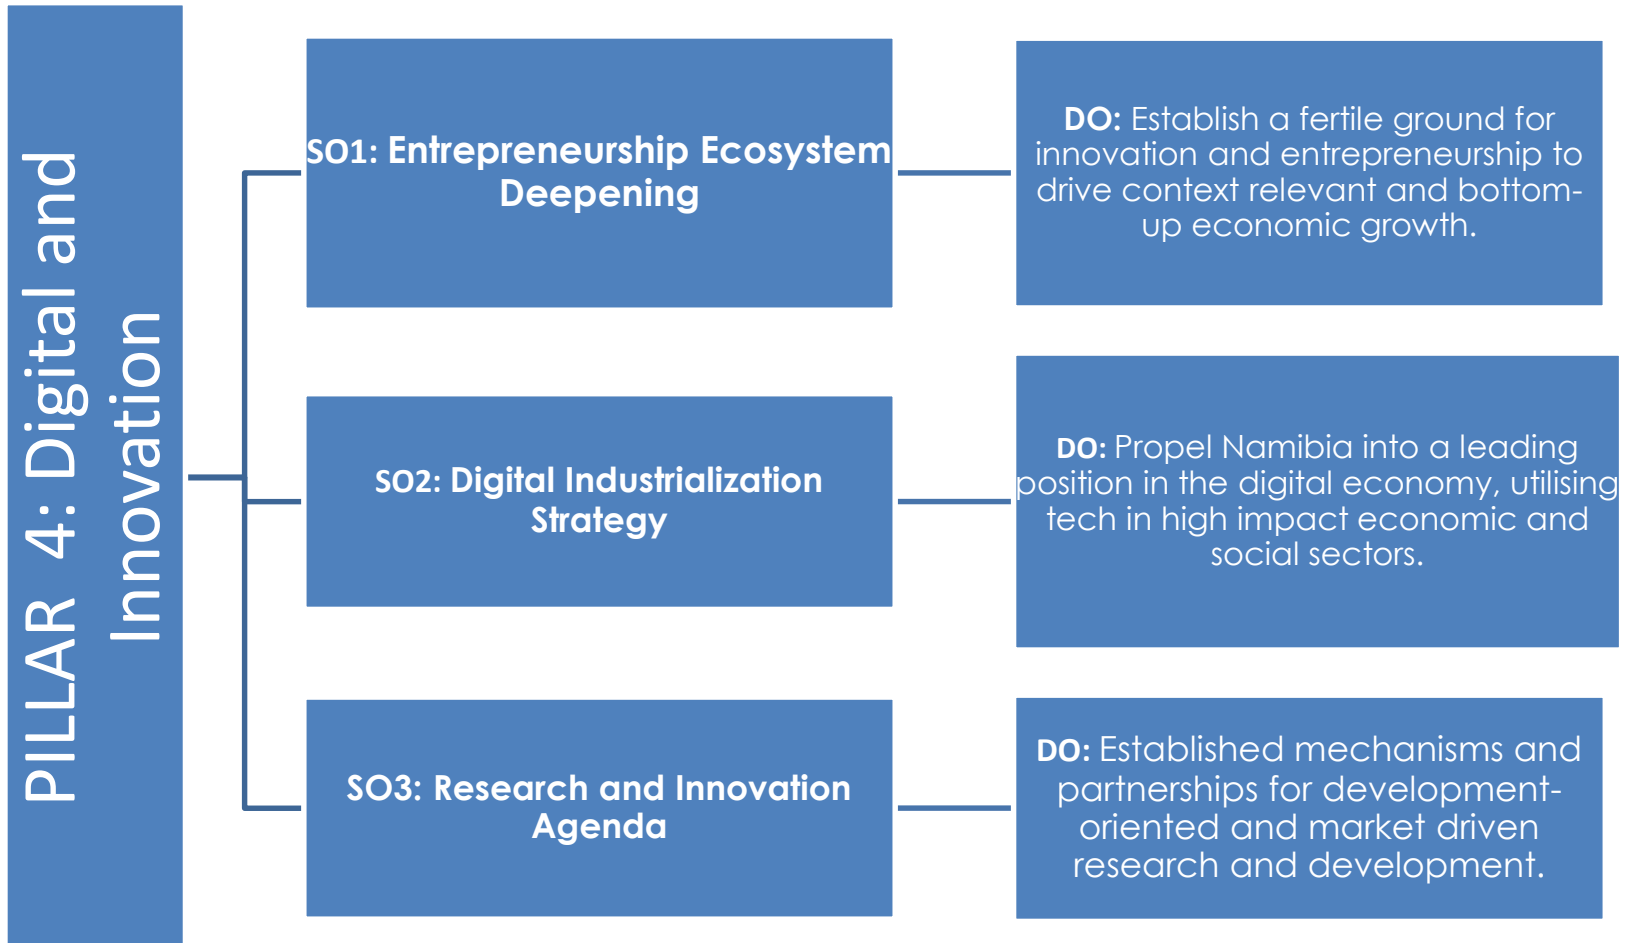 PILLAR 4: Digital and
Innovation
SO1: Entrepreneurship Ecosystem
Deepening
DO: Establish a fertile ground for
innovation and entrepreneurship to
drive context relevant and bottom-
up economic growth.
SO2: Digital Industrialization
Strategy
DO: Propel Namibia into a leading
position in the digital economy, utilising
tech in high impact economic and
social sectors.
SO3: Research and Innovation
Agenda
DO: Established mechanisms and
partnerships for development-
oriented and market driven
research and development.